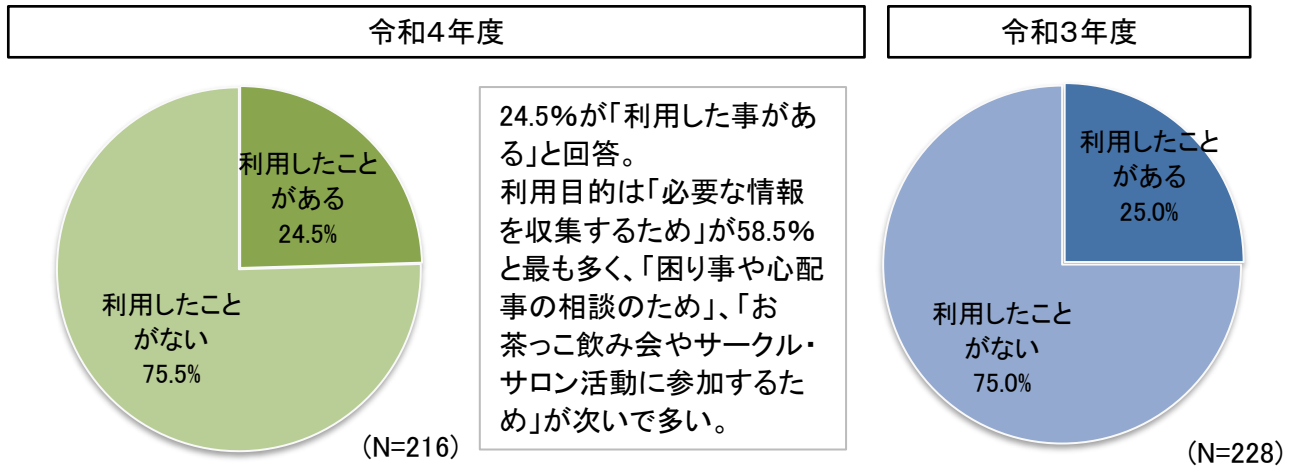 令和4年度
利用したこと
がある
24.5%
利用したこと
がない
75.5%
(N=216)
24.5%が「利用した事があ
る」と回答。
利用目的は「必要な情報
を収集するため」が58.5%
と最も多く、「困り事や心配
事の相談のため」、「お
茶っこ飲み会やサークル・
サロン活動に参加するた
め」が次いで多い。
令和3年度
利用したこと
がある
25.0%
利用したこと
がない
75.0%
(N=228)